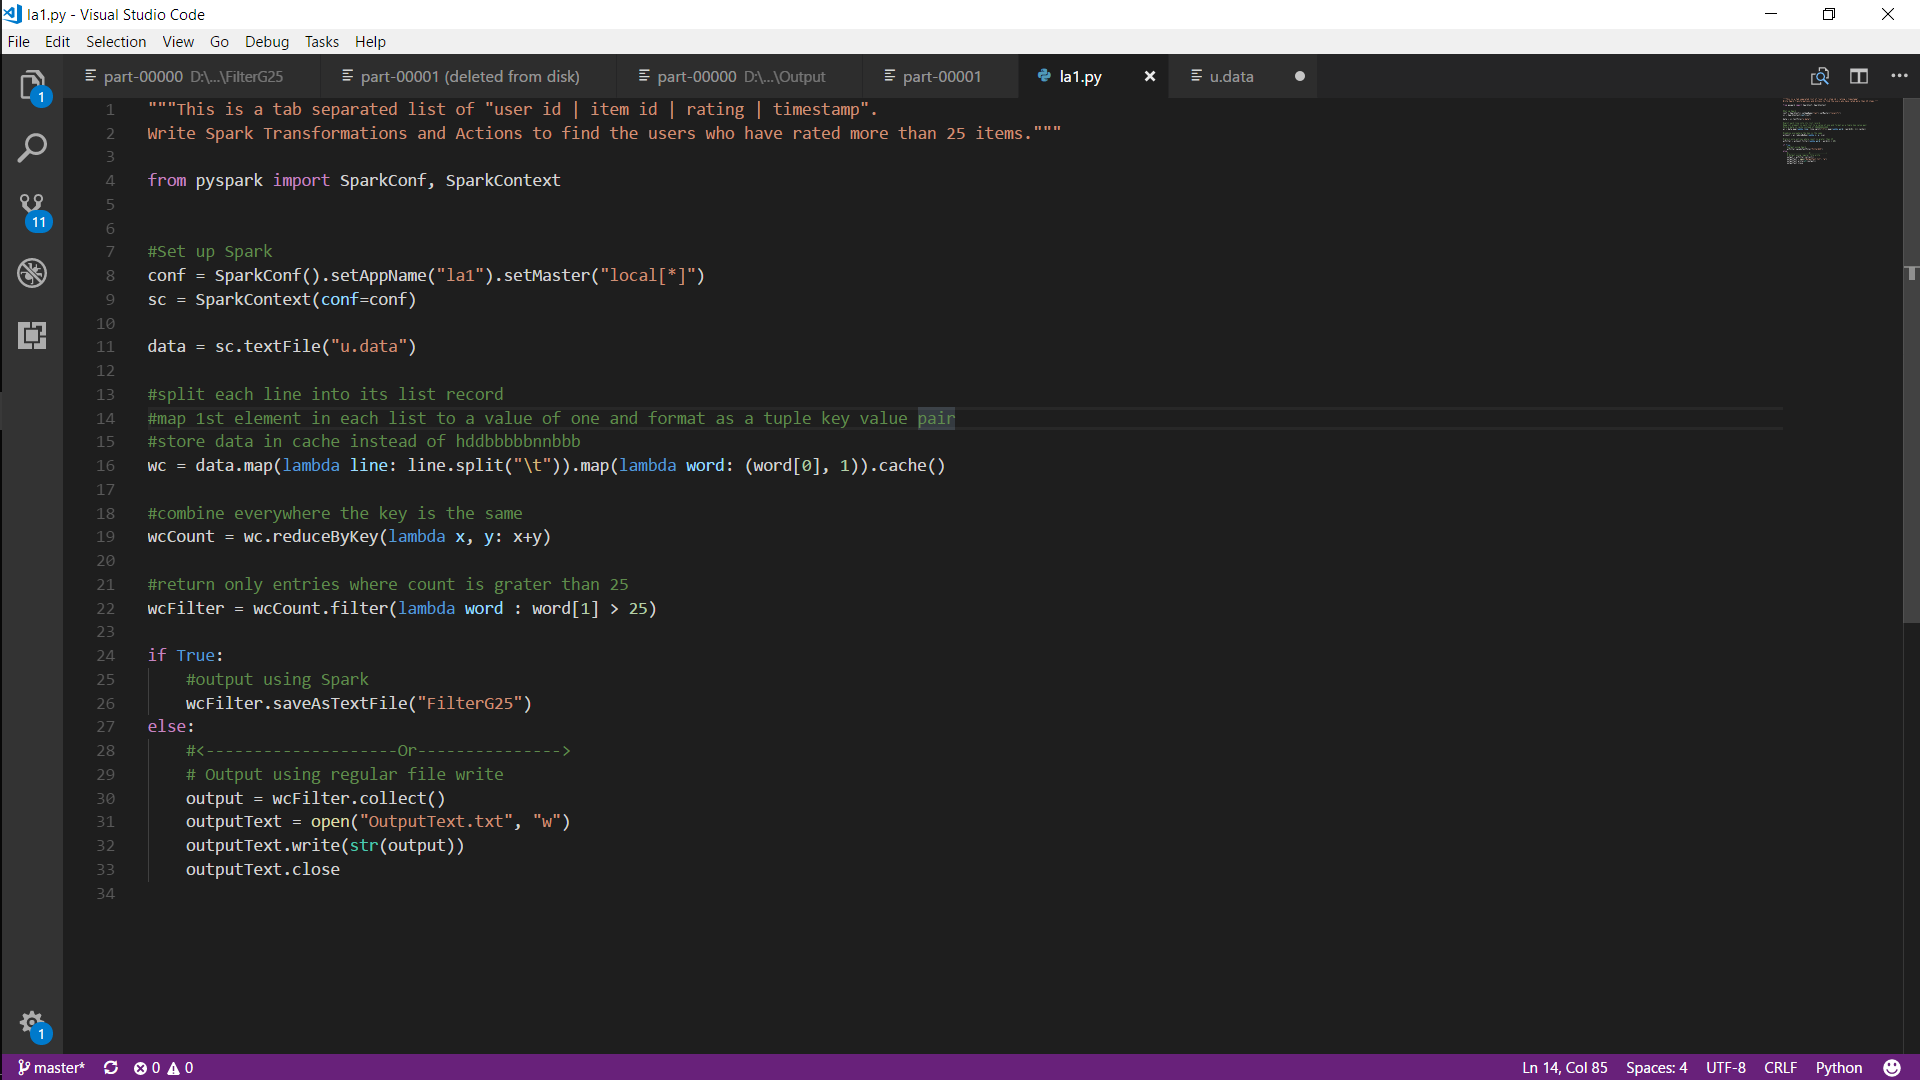 la1.py - Visual Studio Code
File Edit Selection View Go Debug Tasks Help
part-00000 D:\...\FilterG25 part-00001 (deleted from disk) part-00000 D:\...\Output part-00001 la1.py u.data
1 """This is a tab separated list of "user id | item id | rating | timestamp".
2 Write Spark Transformations and Actions to find the users who have rated more than 25 items."""
3
4 from pyspark import SparkConf, SparkContext
5
6
7 #Set up Spark
8 conf = SparkConf().setAppName("la1").setMaster("local[*]")
9 sc = SparkContext(conf=conf)
10
11 data = sc.textFile("u.data")
12
13 #split each line into its list record
14 #map 1st element in each list to a value of one and format as a tuple key value pair
15 #store data in cache instead of hddbbbbbnnbbb
16 wc = data.map(lambda line: line.split("\t")).map(lambda word: (word[0], 1)).cache()
17
18 #combine everywhere the key is the same
19 wcCount = wc.reduceByKey(lambda x, y: x+y)
20
21 #return only entries where count is grater than 25
22 wcFilter = wcCount.filter(lambda word : word[1] > 25)
23
24 if True:
25     #output using Spark
26     wcFilter.saveAsTextFile("FilterG25")
27 else:
28     #<--------------------Or--------------->
29     # Output using regular file write
30     output = wcFilter.collect()
31     outputText = open("OutputText.txt", "w")
32     outputText.write(str(output))
33     outputText.close
34
1
11
1
master* 0 0 Ln 14, Col 85 Spaces: 4 UTF-8 CRLF Python